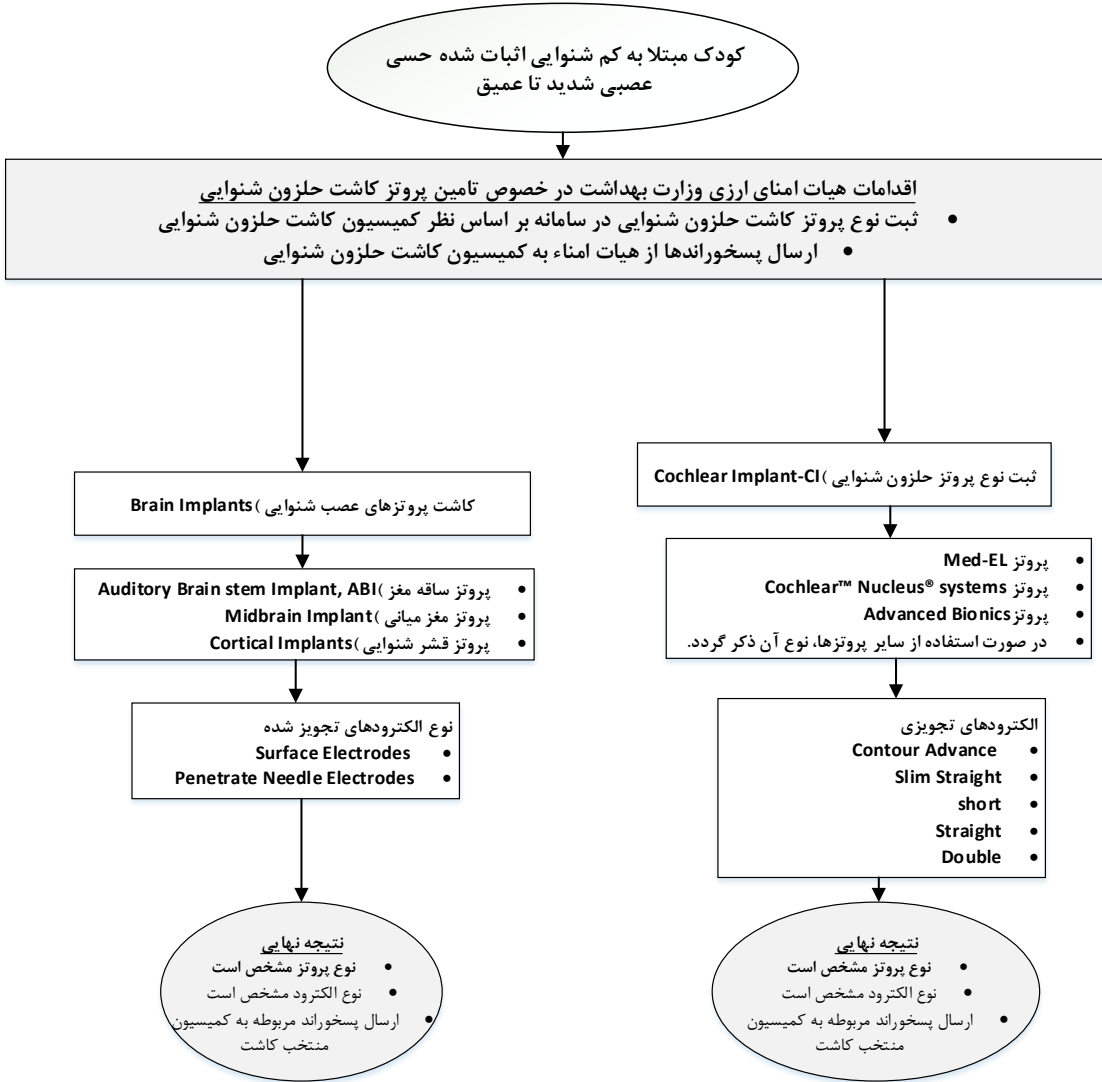 کودک مبتلا به کم شنوایی اثبات شده حسی
عصبی شدید تا عمیق
اقدامات هیات امنای ارزی وزارت بهداشت در خصوص تامین پروتز کاشت حلزون شنوایی
• ثبت نوع پروتز کاشت حلزون شنوایی در سامانه بر اساس نظر کمیسیون کاشت حلزون شنوایی
• ارسال پسخوراندها از هیات امناء به کمیسیون کاشت حلزون شنوایی
ثبت نوع پروتز حلزون شنوایی (Cochlear Implant-CI
• پروتز Med-EL
• پروتز Cochlear™ Nucleus® systems
• پروتز Advanced Bionics
• در صورت استفاده از سایر پروتزها، نوع آن ذکر گردد.
الکترودهای تجویزی
• Contour Advance
• Slim Straight
• short
• Straight
• Double
نتیجه نهایی
• نوع پروتز مشخص است
• نوع الکترود مشخص است
• ارسال پسخوراند مربوطه به کمیسیون
منتخب کاشت
کاشت پروتزهای عصب شنوایی (Brain Implants
• پروتز ساقه مغز (Auditory Brain stem Implant, ABI
• پروتز مغز میانی (Midbrain Implant
• پروتز قشر شنوایی (Cortical Implants
نوع الکترودهای تجویز شده
• Surface Electrodes
• Penetrate Needle Electrodes
نتیجه نهایی
• نوع پروتز مشخص است
• نوع الکترود مشخص است
• ارسال پسخوراند مربوطه به کمیسیون
منتخب کاشت